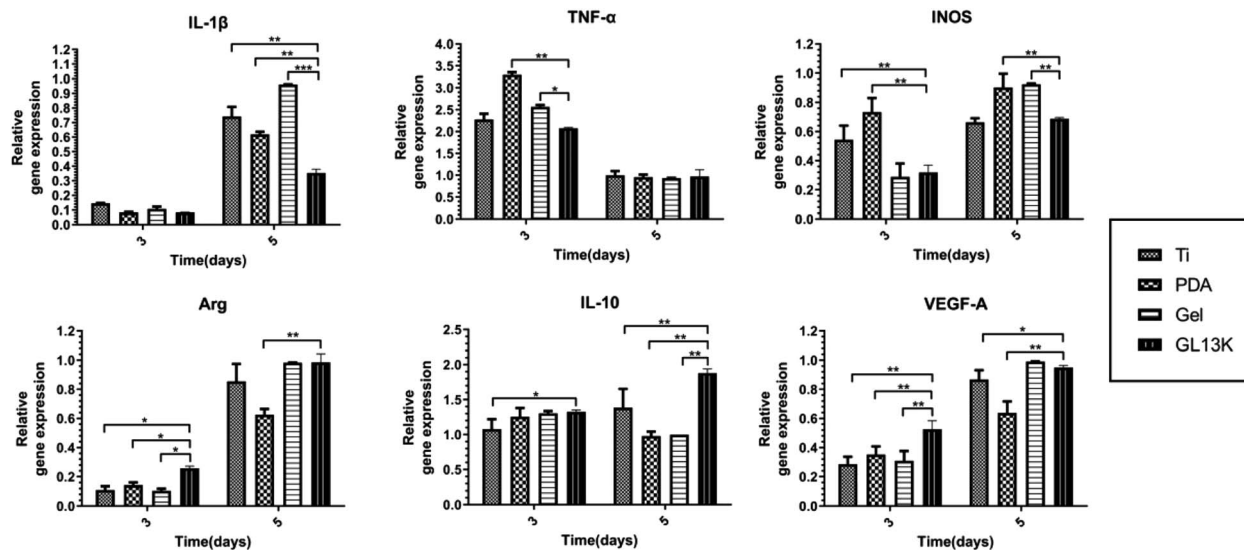 IL-1β
Relative
gene expression
1.2
1.1
1.0
0.9
0.8
0.7
0.6
0.5
0.4
0.3
0.2
0.1
0.0
**
**
***
3
5
Time(days)
TNF-α
Relative
gene expression
4.0
3.5
3.0
2.5
2.0
1.5
1.0
0.5
0.0
**
*
3
5
Time(days)
INOS
Relative
gene expression
1.2
1.0
0.8
0.6
0.4
0.2
0.0
**
**
**
**
3
5
Time(days)
Arg
Relative
gene expression
1.2
1.0
0.8
0.6
0.4
0.2
0.0
*
*
*
**
3
5
Time(days)
IL-10
Relative
gene expression
2.5
2.0
1.5
1.0
0.5
0.0
*
**
**
**
3
5
Time(days)
VEGF-A
Relative
gene expression
1.2
1.0
0.8
0.6
0.4
0.2
0.0
**
**
**
*
**
3
5
Time(days)
Ti
PDA
Gel
GL13K